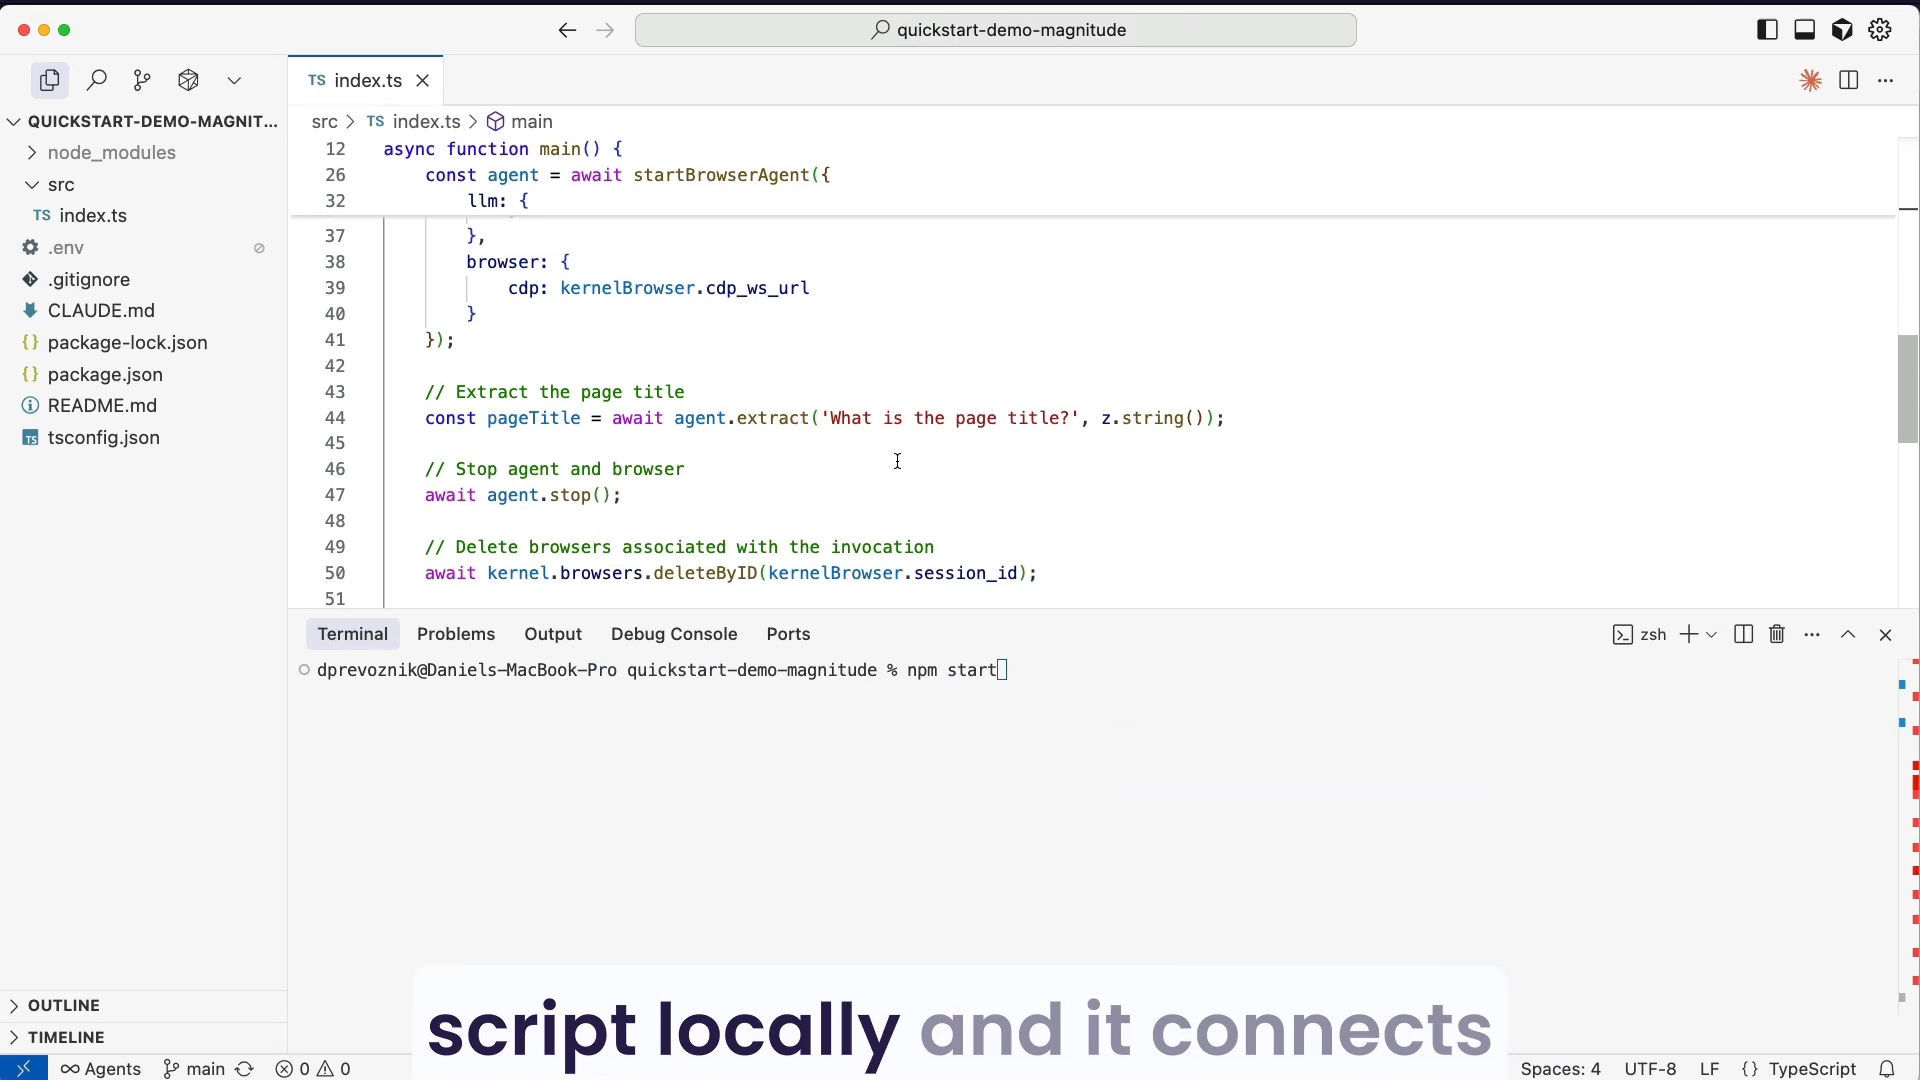 quickstart-demo-magnitude
TS index.ts
QUICKSTART-DEMO-MAGNIT...
node_modules
src
TS index.ts
.env
.gitignore
CLAUDE.md
{} package-lock.json
{} package.json
README.md
TS tsconfig.json
OUTLINE
TIMELINE
src > TS index.ts > main
12 async function main() {
26 const agent = await startBrowserAgent({
32 llm: {
37 },
38 browser: {
39 cdp: kernelBrowser.cdp_ws_url
40 }
41 });
42
43 // Extract the page title
44 const pageTitle = await agent.extract('What is the page title?', z.string());
45
46 // Stop agent and browser
47 await agent.stop();
48
49 // Delete browsers associated with the invocation
50 await kernel.browsers.deleteByID(kernelBrowser.session_id);
51
Terminal Problems Output Debug Console Ports zsh
dprevoznik@Daniels-MacBook-Pro quickstart-demo-magnitude % npm start
script locally and it connects
Agents main 0 0 Spaces: 4 UTF-8 LF {} TypeScript